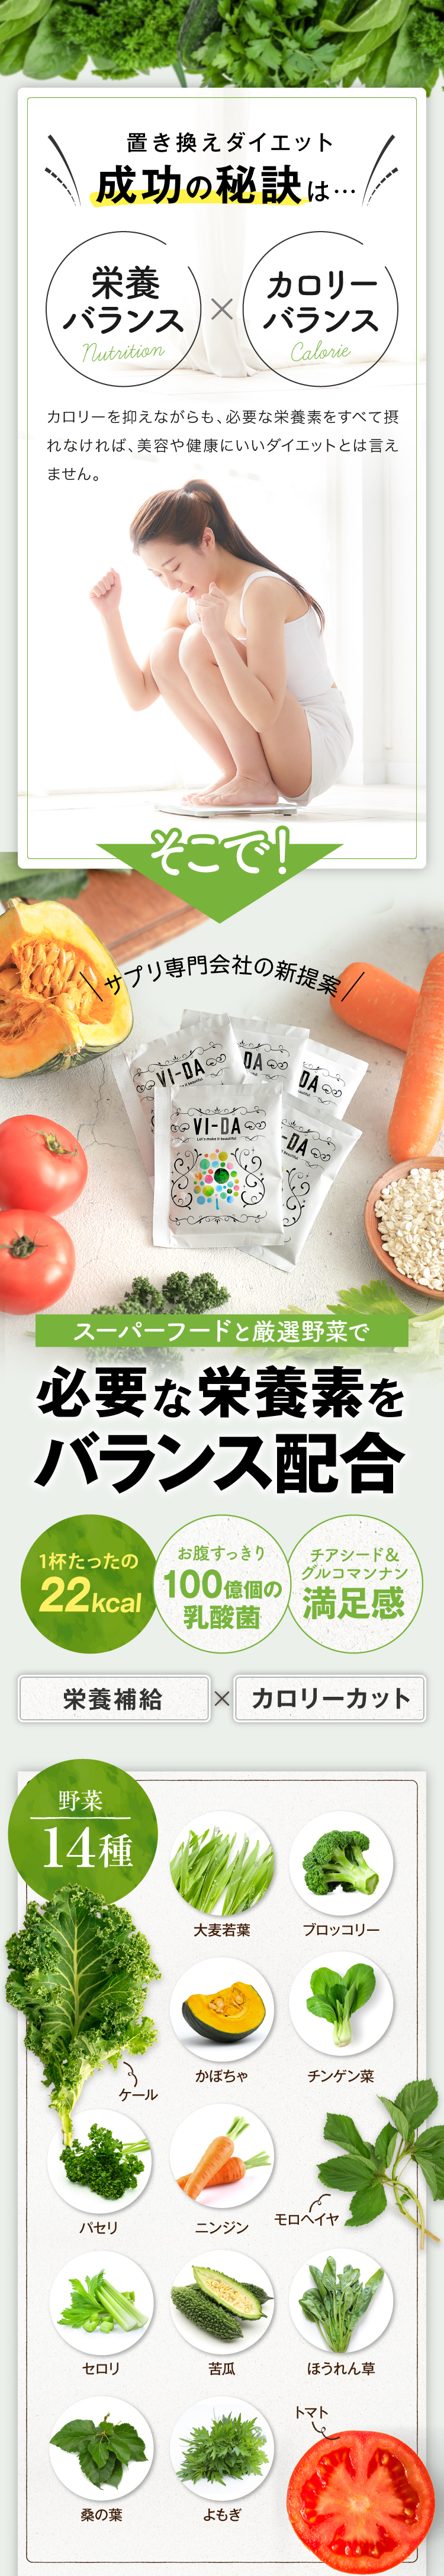 置き換えダイエット
成功の秘訣は…
栄養
バランス
Nutrition
×
カロリー
バランス
Calorie
カロリーを抑えながらも、必要な栄養素をすべて摂
れなければ、美容や健康にいいダイエットとは言え
ません。
そこで!
サプリ専門会社の新提案
VI-DA
DA
DA
VI-DA
Let's make it beautiful
-DA
スーパーフードと厳選野菜で
必要な栄養素を
バランス配合
1杯たったの
22kcal
お腹すっきり
100億個の
乳酸菌
チアシード&
グルコマンナン
満足感
栄養補給
×
カロリーカット
野菜
14種
大麦若葉
ブロッコリー
ケール
かぼちゃ
チンゲン菜
パセリ
ニンジン
モロヘイヤ
セロリ
苦瓜
ほうれん草
桑の葉
よもぎ
トマト